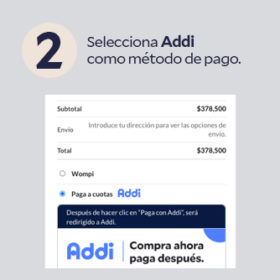 2
Selecciona Addi
como método de pago.
Subtotal $378,500
Envío Introduce tu dirección para ver las opciones de
envío.
Total $378,500
Wompi
Paga a cuotas Addi
Después de hacer clic en "Paga con Addi", será
redirigido a Addi.
Addi Compra ahora
paga después.